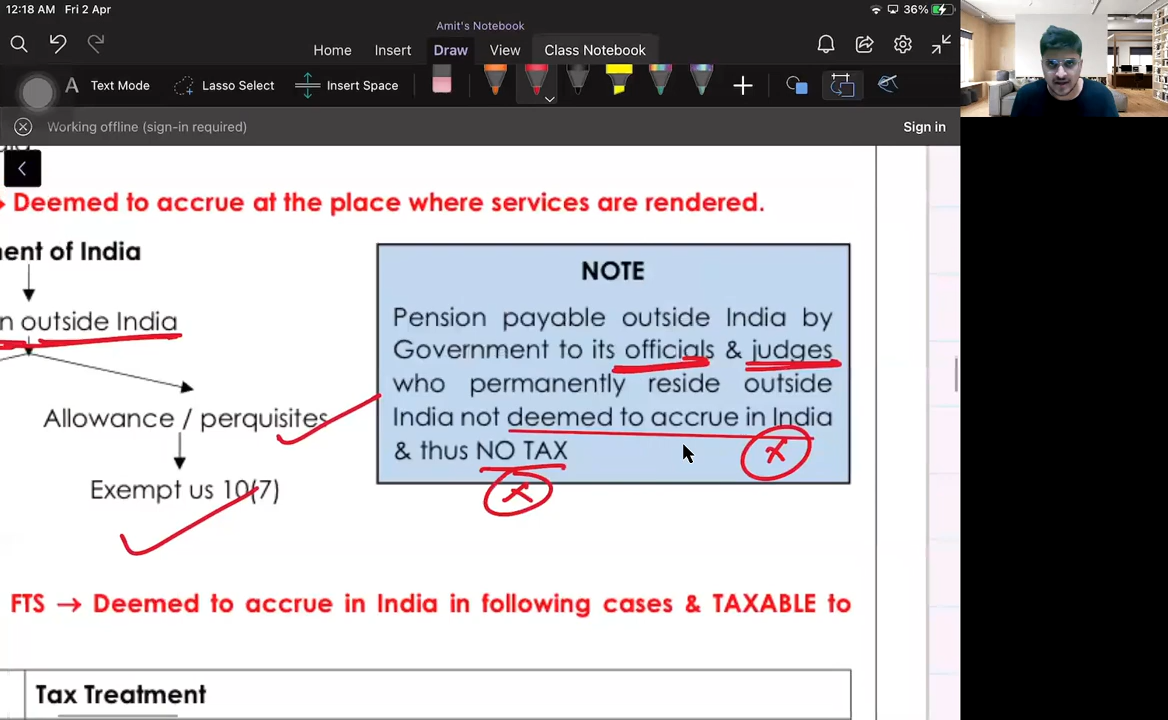 12:18 AM Fri 2 Apr
36%
Amit's Notebook
Home Insert Draw View Class Notebook
A Text Mode Lasso Select Insert Space
Working offline (sign-in required) Sign in
Deemed to accrue at the place where services are rendered.
ent of India
n outside India
Allowance / perquisites
Exempt us 10(7)
NOTE
Pension payable outside India by
Government to its officials & judges
who permanently reside outside
India not deemed to accrue in India
& thus NO TAX
FTS → Deemed to accrue in India in following cases & TAXABLE to
Tax Treatment